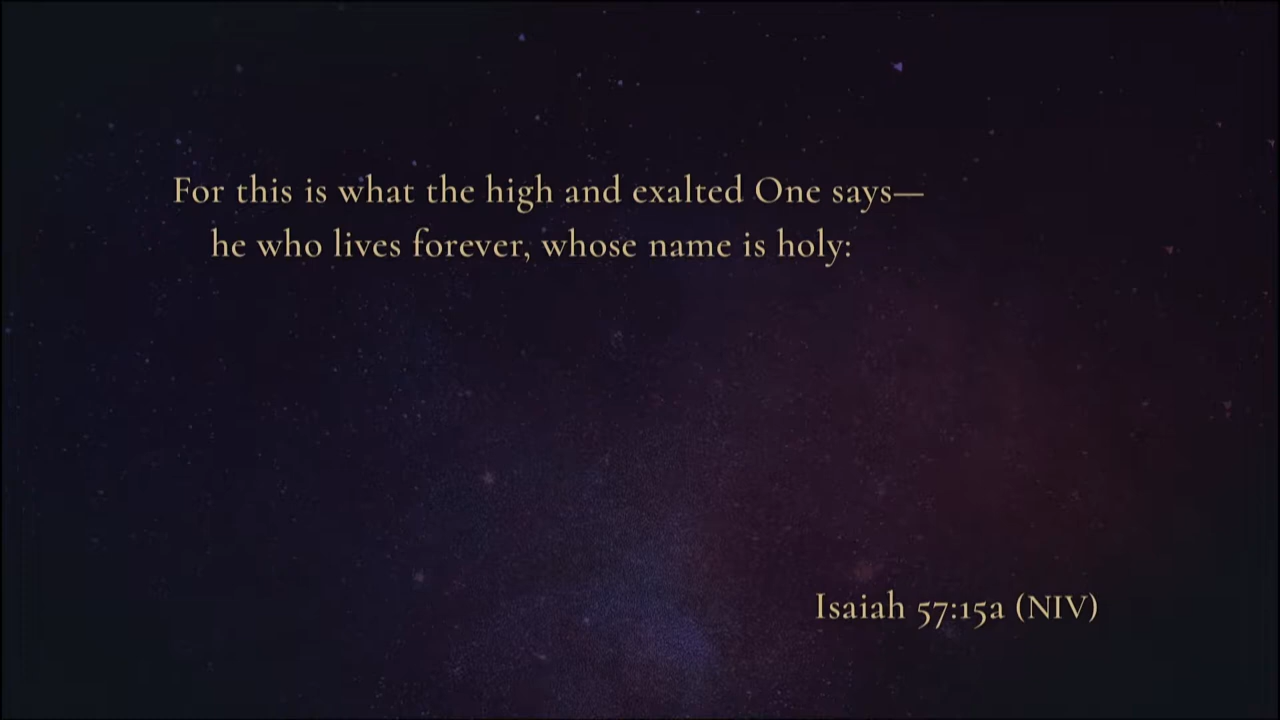 For this is what the high and exalted One says—
he who lives forever, whose name is holy:
Isaiah 57:15a (NIV)